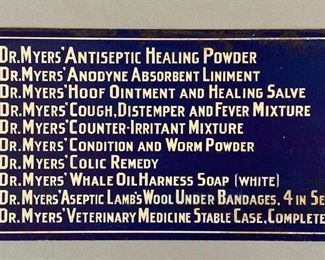 Dr. Myers' Antiseptic Healing Powder
Dr. Myers' Anodyne Absorbent Liniment
Dr. Myers' Hoof Ointment and Healing Salve
Dr. Myers' Cough, Distemper and Fever Mixture
Dr. Myers' Counter-Irritant Mixture
Dr. Myers' Condition and Worm Powder
Dr. Myers' Colic Remedy
Dr. Myers' Whale Oil Harness Soap (white)
Dr. Myers' Aseptic Lamb's Wool Under Bandages, 4 in Se
Dr. Myers' Veterinary Medicine Stable Case, Complete